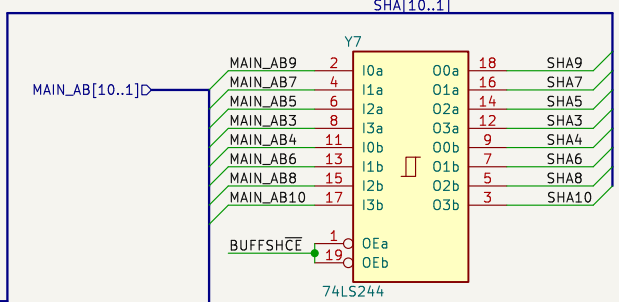 SHA[10..1]
Y7
MAIN_AB[10..1]
MAIN_AB9 2 I0a O0a 18 SHA9
MAIN_AB7 4 I1a O1a 16 SHA7
MAIN_AB5 6 I2a O2a 14 SHA5
MAIN_AB3 8 I3a O3a 12 SHA3
MAIN_AB4 11 I0b O0b 9 SHA4
MAIN_AB6 13 I1b O1b 7 SHA6
MAIN_AB8 15 I2b O2b 5 SHA8
MAIN_AB10 17 I3b O3b 3 SHA10
BUFFSHC̅E̅
1 OEa
19 OEb
74LS244